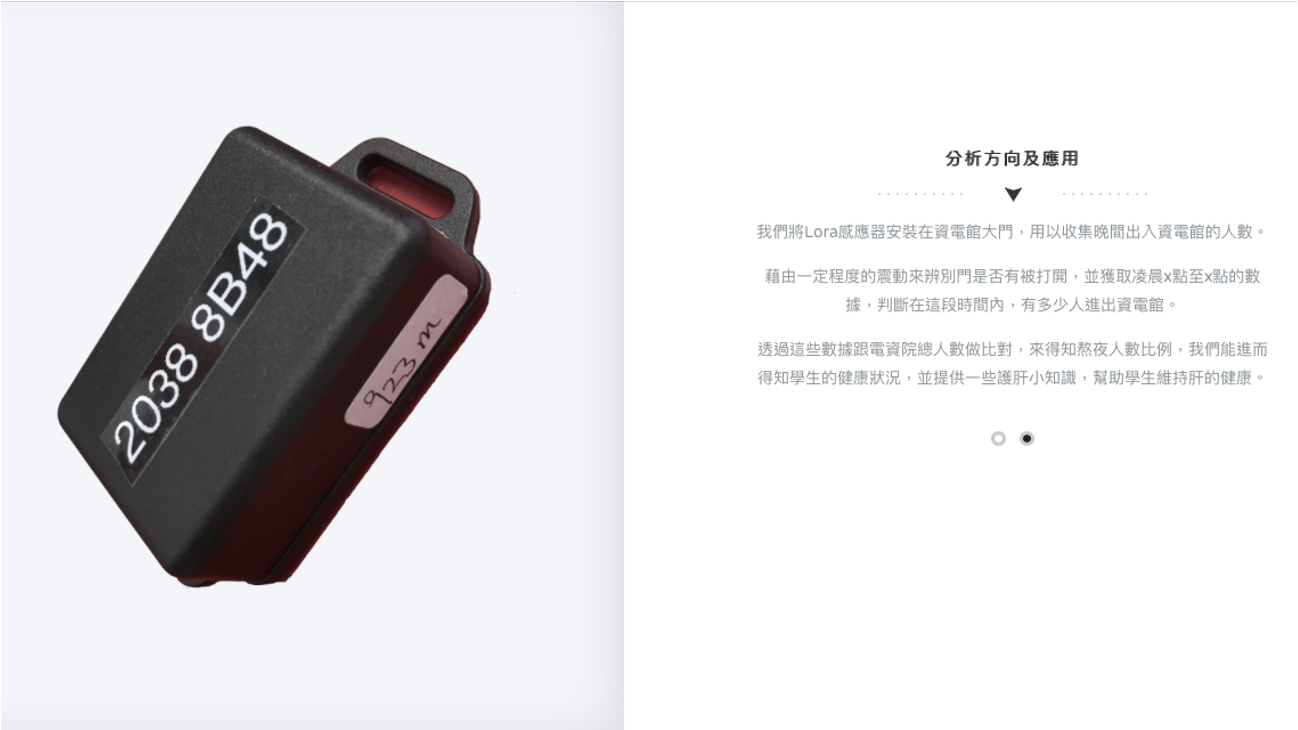 2038 8B48
923 m
分析方向及應用
我們將Lora感應器安裝在資電館大門，用以收集晚間出入資電館的人數。
藉由一定程度的震動來辨別門是否有被打開，並獲取凌晨x點至x點的數
據，判斷在這段時間內，有多少人進出資電館。
透過這些數據跟電資院總人數做比對，來得知熬夜人數比例，我們能進而
得知學生的健康狀況，並提供一些護肝小知識，幫助學生維持肝的健康。